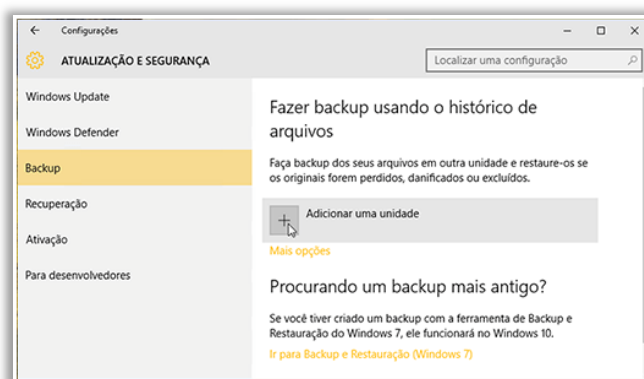 Configurações
ATUALIZAÇÃO E SEGURANÇA
Localizar uma configuração
Windows Update
Windows Defender
Backup
Recuperação
Ativação
Para desenvolvedores
Fazer backup usando o histórico de
arquivos
Faça backup dos seus arquivos em outra unidade e restaure-os se
os originais forem perdidos, danificados ou excluídos.
Adicionar uma unidade
Mais opções
Procurando um backup mais antigo?
Se você tiver criado um backup com a ferramenta de Backup e
Restauração do Windows 7, ele funcionará no Windows 10.
Ir para Backup e Restauração (Windows 7)